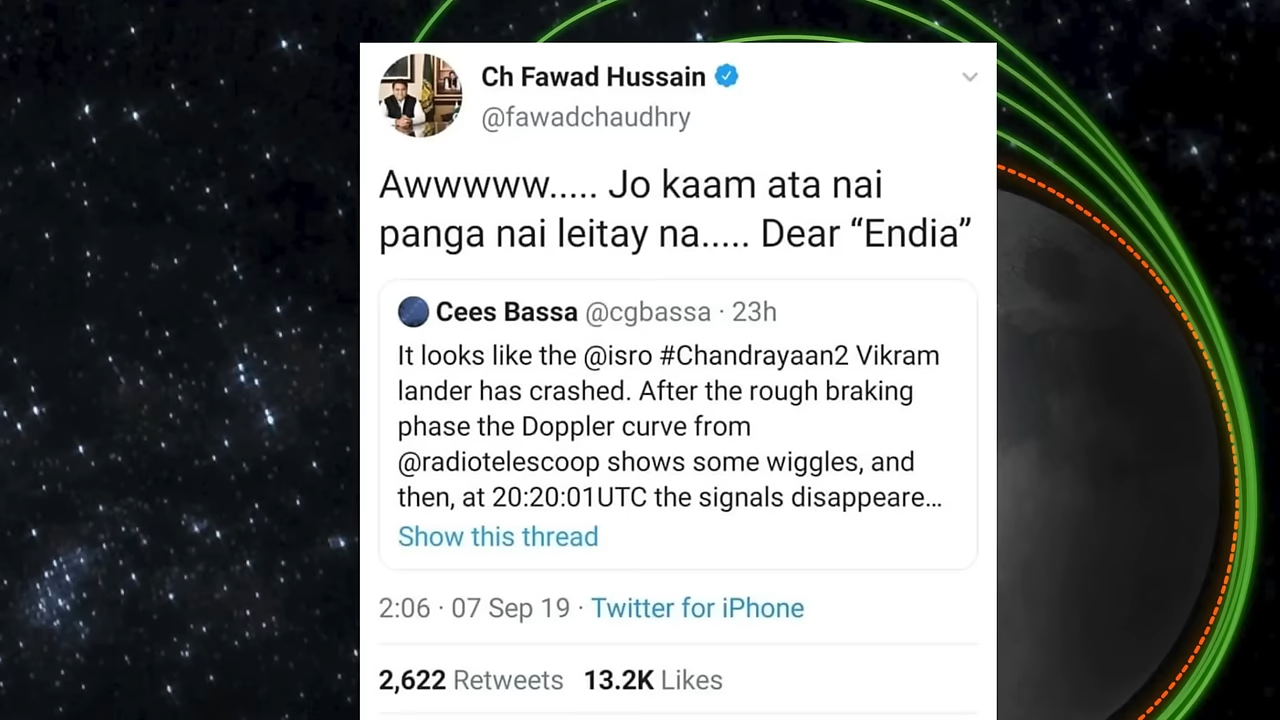 Ch Fawad Hussain
@fawadchaudhry
Awwwww..... Jo kaam ata nai
panga nai leitay na..... Dear “Endia”
Cees Bassa @cgbassa · 23h
It looks like the @isro #Chandrayaan2 Vikram
lander has crashed. After the rough braking
phase the Doppler curve from
@radiotelescoop shows some wiggles, and
then, at 20:20:01UTC the signals disappeare...
Show this thread
2:06 · 07 Sep 19 · Twitter for iPhone
2,622 Retweets 13.2K Likes